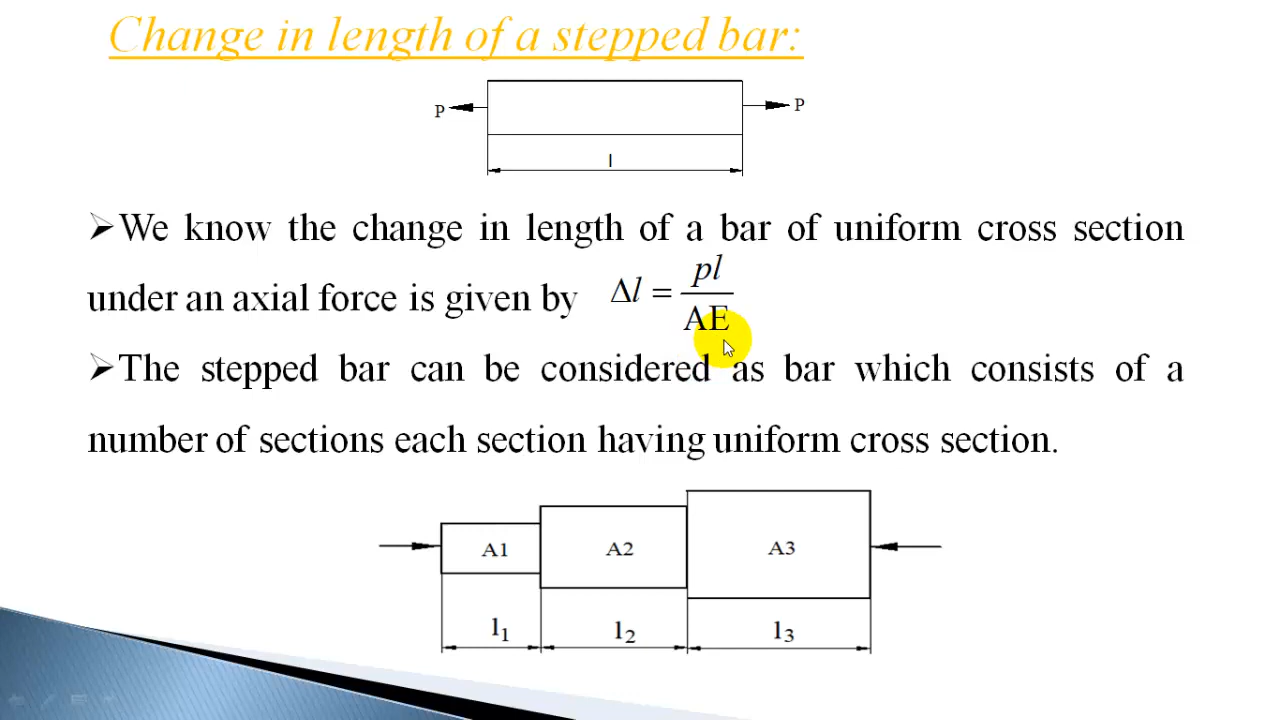 Change in length of a stepped bar:
P P
l
➢We know the change in length of a bar of uniform cross section
under an axial force is given by Δl = pl/AE
➢The stepped bar can be considered as bar which consists of a
number of sections each section having uniform cross section.
A1 A2 A3
l₁ l₂ l₃